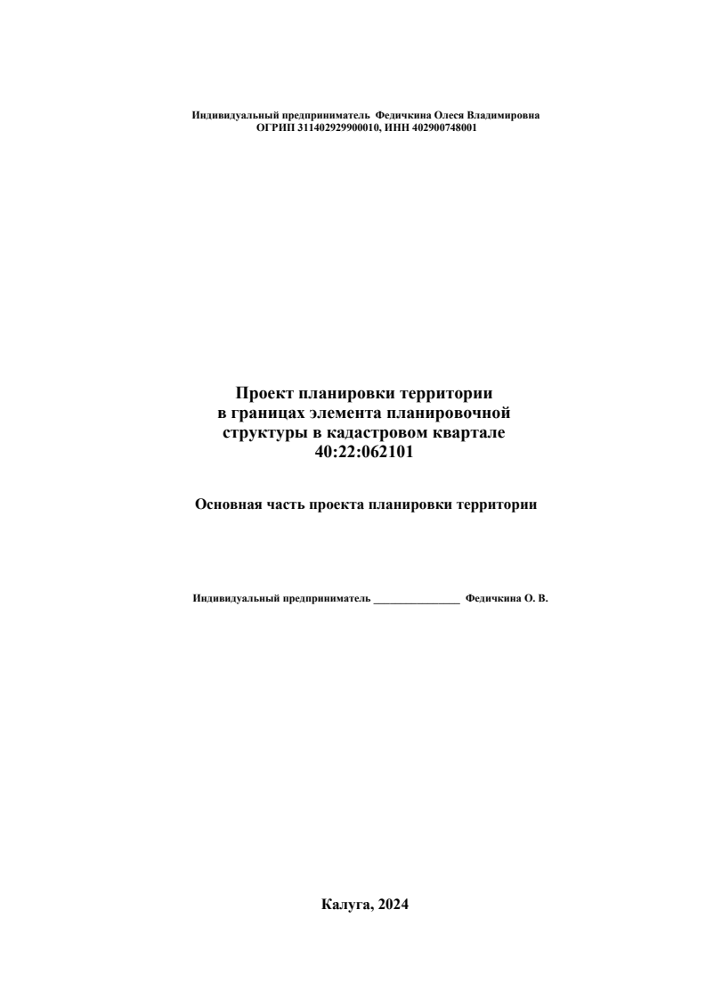 Индивидуальный предприниматель Федичкина Олеся Владимировна
ОГРИП 311402929900010, ИНН 402900748001
Проект планировки территории
в границах элемента планировочной
структуры в кадастровом квартале
40:22:062101
Основная часть проекта планировки территории
Индивидуальный предприниматель ________________ Федичкина О. В.
Калуга, 2024